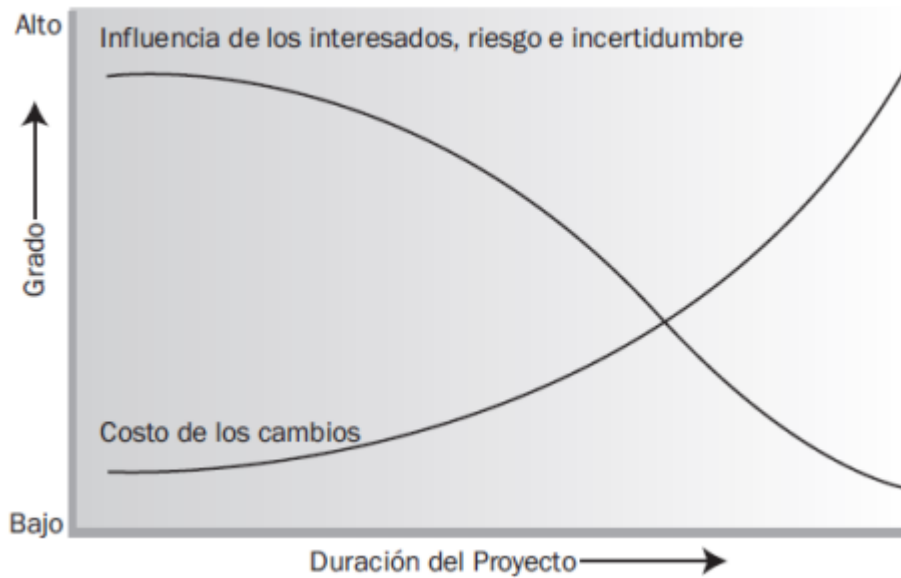 Alto
Influencia de los interesados, riesgo e incertidumbre
Grado
Costo de los cambios
Bajo
Duración del Proyecto